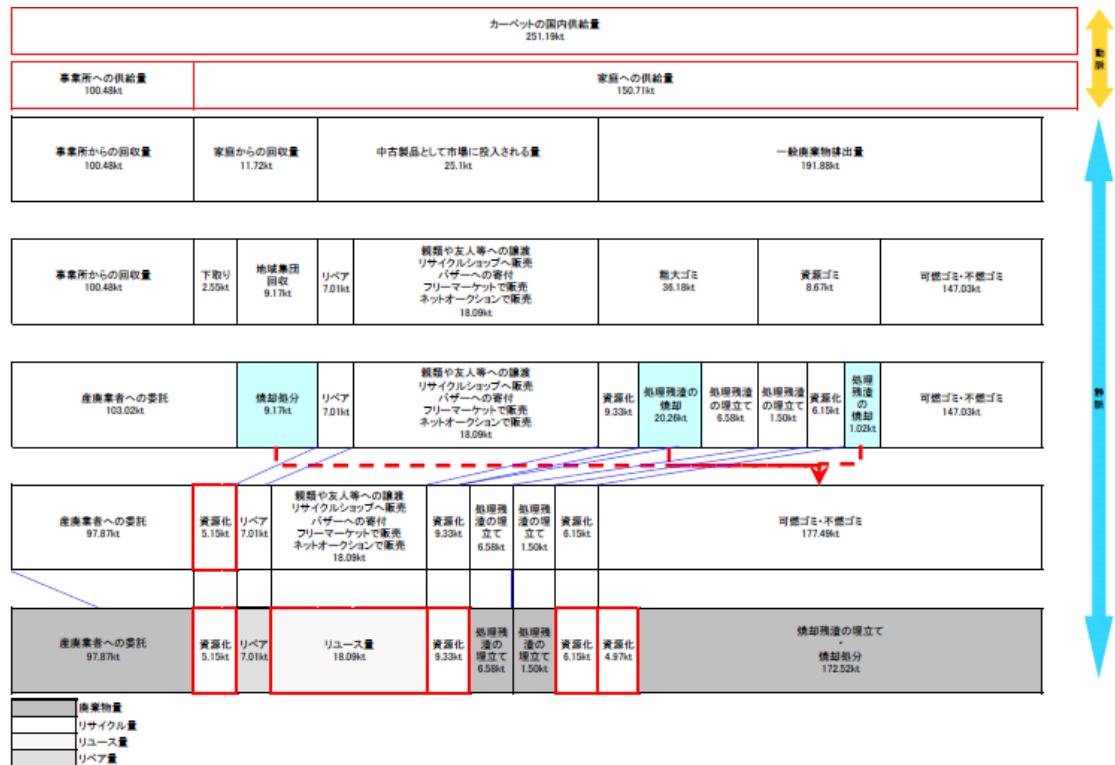 カーペットの国内供給量
251.19kt
動脈
事業所への供給量
100.48kt
家庭への供給量
150.71kt
事業所からの回収量
100.48kt
家庭からの回収量
11.72kt
中古製品として市場に投入される量
25.1kt
一般廃棄物排出量
191.88kt
静脈
事業所からの回収量
100.48kt
下取り
2.55kt
地域集団
回収
9.17kt
リペア
7.01kt
親類や友人等への譲渡
リサイクルショップへ販売
バザーへの寄付
フリーマーケットで販売
ネットオークションで販売
18.09kt
粗大ゴミ
36.18kt
資源ゴミ
8.67kt
可燃ゴミ・不燃ゴミ
147.03kt
産廃業者への委託
103.02kt
焼却処分
9.17kt
リペア
7.01kt
親類や友人等への譲渡
リサイクルショップへ販売
バザーへの寄付
フリーマーケットで販売
ネットオークションで販売
18.09kt
資源化
9.33kt
処理残渣の
焼却
20.26kt
処理残渣
の埋立て
6.58kt
処理残渣
の埋立て
1.50kt
資源化
6.15kt
処理
残渣
の
焼却
1.02kt
可燃ゴミ・不燃ゴミ
147.03kt
産廃業者への委託
97.87kt
資源化
5.15kt
リペア
7.01kt
親類や友人等への譲渡
リサイクルショップへ販売
バザーへの寄付
フリーマーケットで販売
ネットオークションで販売
18.09kt
資源化
9.33kt
処理残
渣の埋
立て
6.58kt
処理残
渣の埋
立て
1.50kt
資源化
6.15kt
可燃ゴミ・不燃ゴミ
177.49kt
産廃業者への委託
97.87kt
資源化
5.15kt
リペア
7.01kt
リユース量
18.09kt
資源化
9.33kt
処理残
渣の
埋立て
6.58kt
処理残
渣の
埋立て
1.50kt
資源化
6.15kt
資源化
4.97kt
焼却残渣の埋立て
・
焼却処分
172.52kt
廃棄物量
リサイクル量
リユース量
リペア量